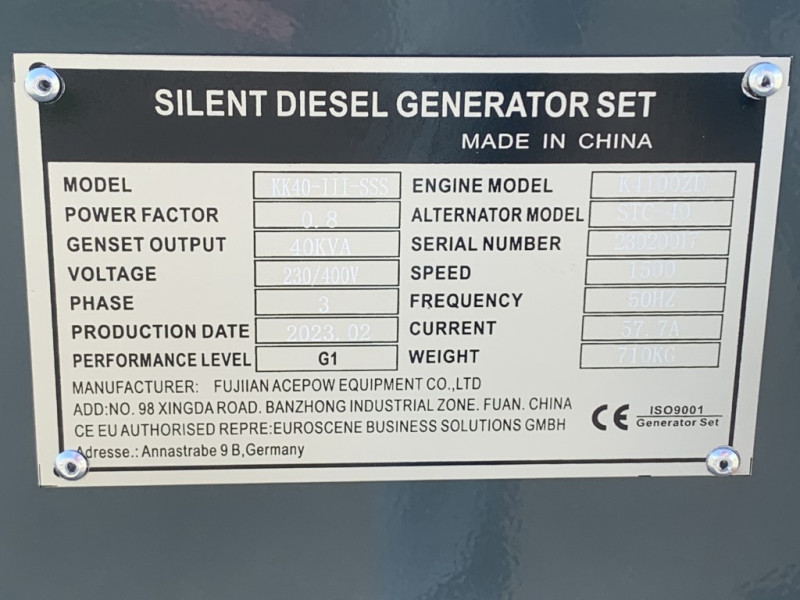 SILENT DIESEL GENERATOR SET
MADE IN CHINA
MODEL KK40-III-SSS ENGINE MODEL K4100ZD
POWER FACTOR 0.8 ALTERNATOR MODEL STC-40
GENSET OUTPUT 40KVA SERIAL NUMBER
VOLTAGE 230/400V SPEED 1500
PHASE 3 FREQUENCY 50HZ
PRODUCTION DATE 2023.02 CURRENT 57.7A
PERFORMANCE LEVEL G1 WEIGHT 710KG
MANUFACTURER: FUJIIAN ACEPOW EQUIPMENT CO.,LTD
ADD:NO. 98 XINGDA ROAD. BANZHONG INDUSTRIAL ZONE. FUAN. CHINA
CE EU AUTHORISED REPRE:EUROSCENE BUSINESS SOLUTIONS GMBH
Adresse.: Annastrabe 9 B,Germany
CE ISO9001
Generator Set